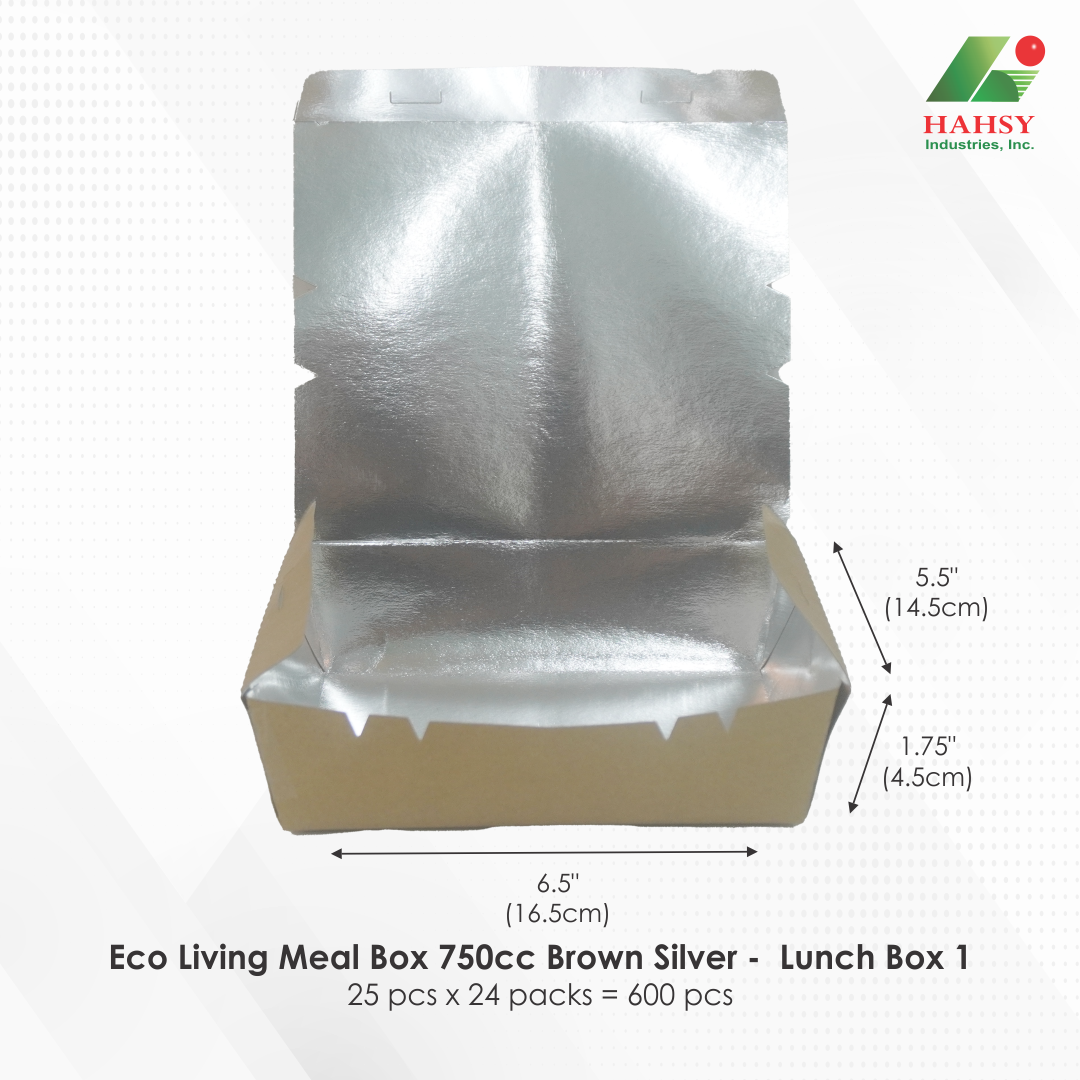 HAHSY
Industries, Inc.
5.5"
(14.5cm)
1.75"
(4.5cm)
6.5"
(16.5cm)
Eco Living Meal Box 750cc Brown Silver - Lunch Box 1
25 pcs x 24 packs = 600 pcs